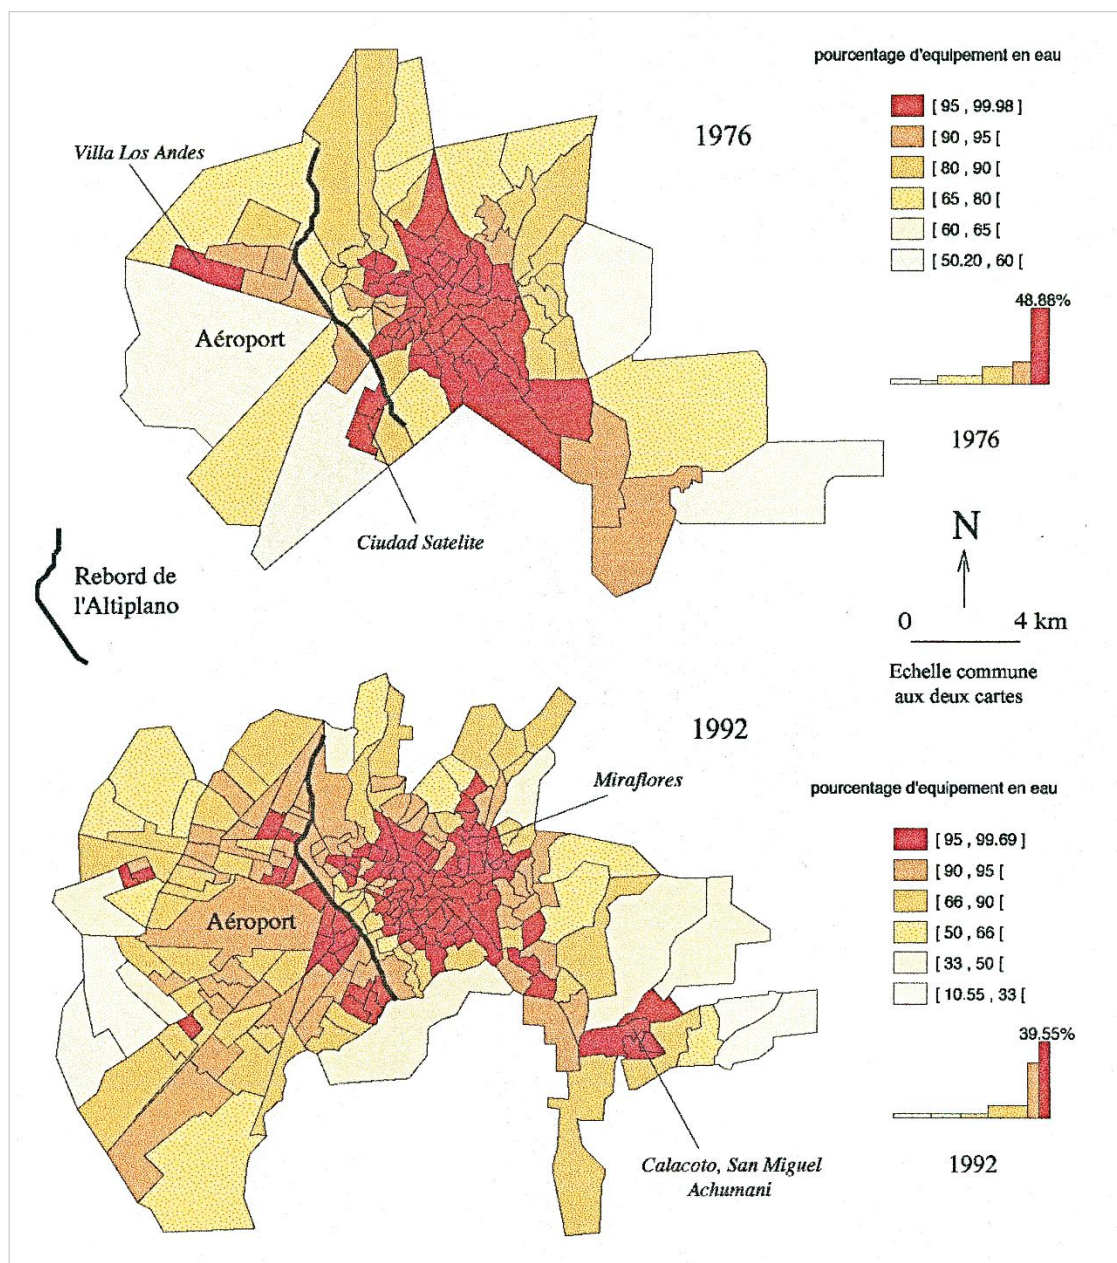 pourcentage d'equipement en eau
[ 95 , 99.98 ]
[ 90 , 95 [
[ 80 , 90 [
[ 65 , 80 [
[ 60 , 65 [
[ 50.20 , 60 [
1976
Villa Los Andes
Aéroport
48.88%
1976
Ciudad Satelite
Rebord de
l'Altiplano
N
0 4 km
Echelle commune
aux deux cartes
1992
Miraflores
pourcentage d'equipement en eau
[ 95 , 99.69 ]
[ 90 , 95 [
[ 66 , 90 [
[ 50 , 66 [
[ 33 , 50 [
[ 10.55 , 33 [
Aéroport
39.55%
1992
Calacoto, San Miguel
Achumani